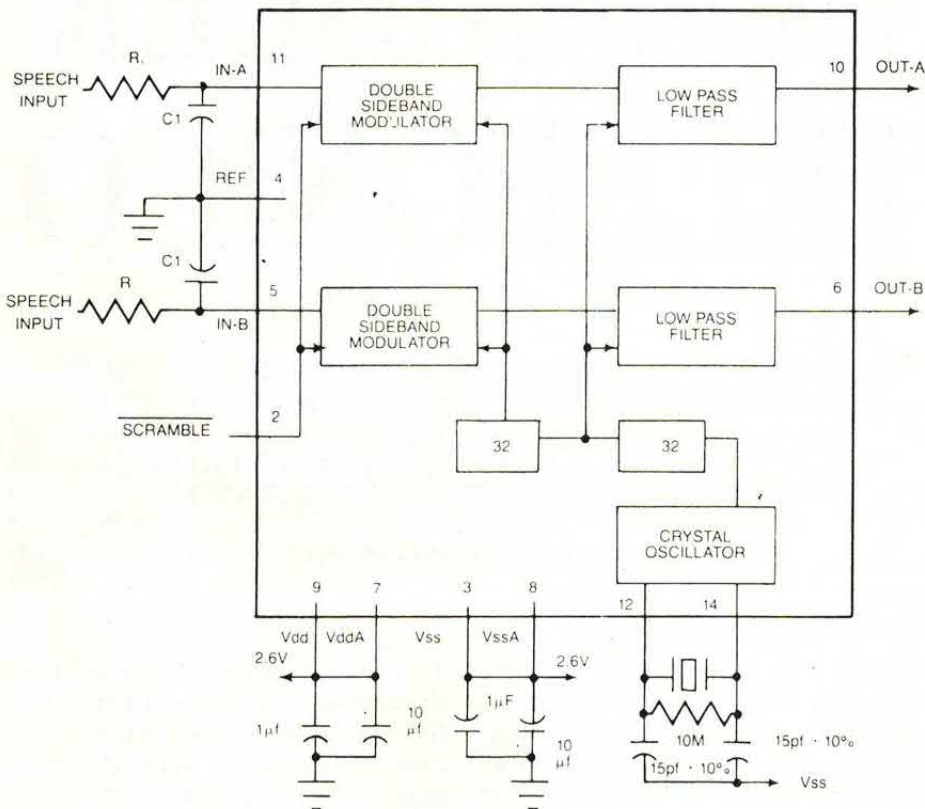 R.
IN-A
11
10
OUT-A
SPEECH
INPUT
C1
DOUBLE
SIDEBAND
MODULATOR
LOW PASS
FILTER
REF
4
C1
SPEECH
INPUT
R
5
IN-B
6
OUT-B
DOUBLE
SIDEBAND
MODULATOR
LOW PASS
FILTER
2
SCRAMBLE
32
32
CRYSTAL
OSCILLATOR
9
7
3
8
12
14
Vdd
VddA
Vss
VssA
2.6V
2.6V
1µf
10
µf
1µF
10
µf
10M
15pf · 10%
15pf · 10%
Vss